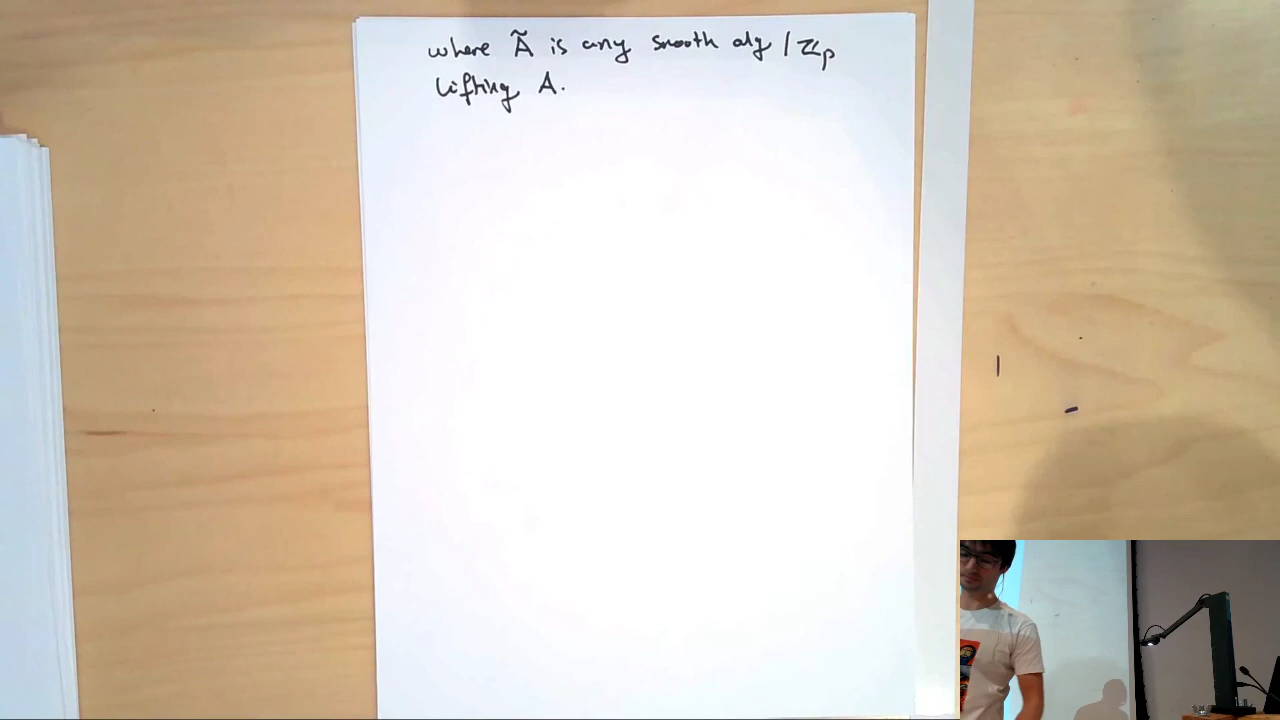 where Ã is any smooth alg / ℤp
lifting A.